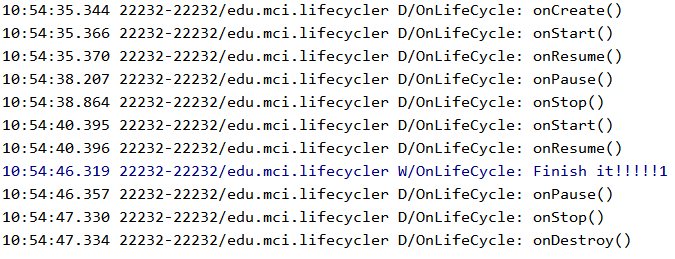 10:54:35.344 22232-22232/edu.mci.lifecycler D/OnLifeCycle: onCreate()
10:54:35.366 22232-22232/edu.mci.lifecycler D/OnLifeCycle: onStart()
10:54:35.370 22232-22232/edu.mci.lifecycler D/OnLifeCycle: onResume()
10:54:38.207 22232-22232/edu.mci.lifecycler D/OnLifeCycle: onPause()
10:54:38.864 22232-22232/edu.mci.lifecycler D/OnLifeCycle: onStop()
10:54:40.395 22232-22232/edu.mci.lifecycler D/OnLifeCycle: onStart()
10:54:40.396 22232-22232/edu.mci.lifecycler D/OnLifeCycle: onResume()
10:54:46.319 22232-22232/edu.mci.lifecycler W/OnLifeCycle: Finish it!!!!!1
10:54:46.357 22232-22232/edu.mci.lifecycler D/OnLifeCycle: onPause()
10:54:47.330 22232-22232/edu.mci.lifecycler D/OnLifeCycle: onStop()
10:54:47.334 22232-22232/edu.mci.lifecycler D/OnLifeCycle: onDestroy()